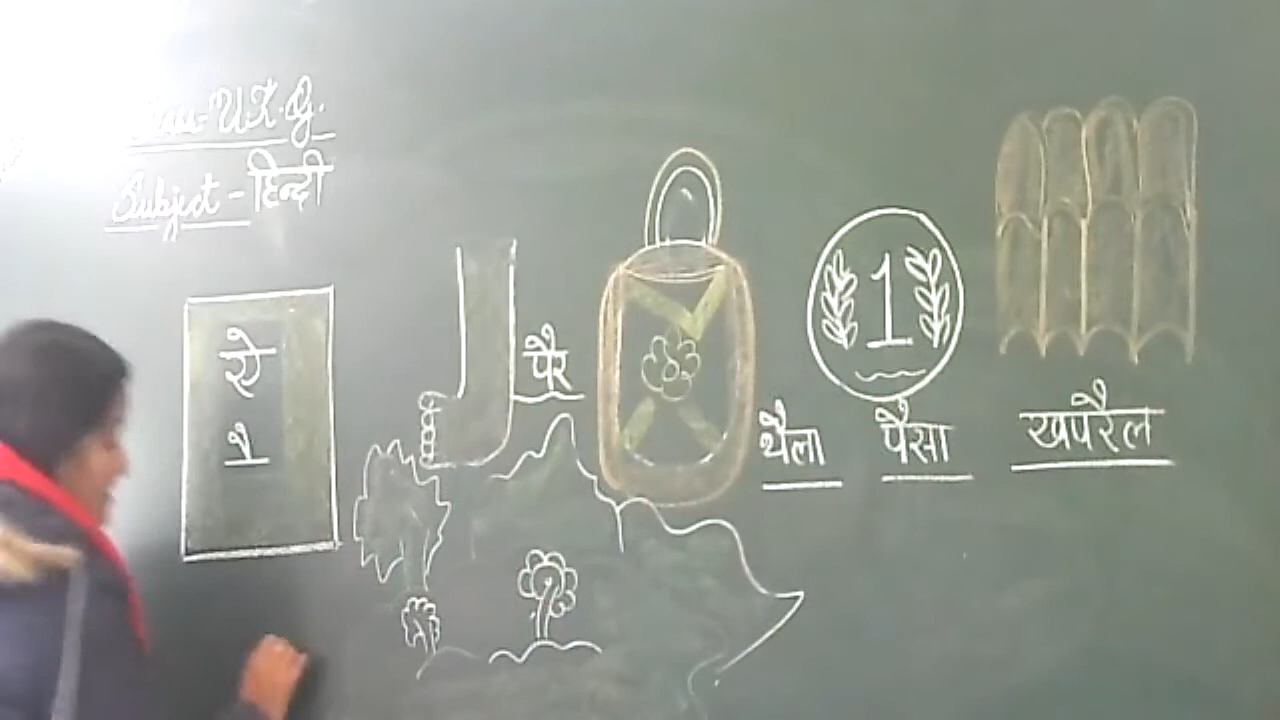 U.K.G.
Subject - हिन्दी
ऐ
ै
पैर
थैला
1
पैसा
खपरैल